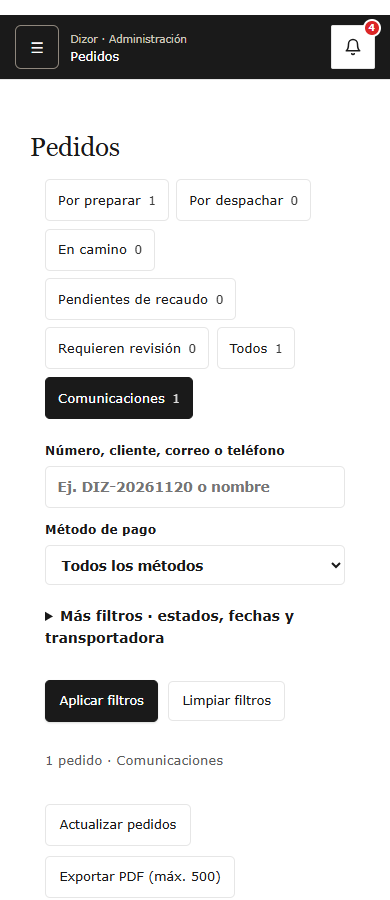 ☰
Dizor · Administración
Pedidos
4
Pedidos
Por preparar 1
Por despachar 0
En camino 0
Pendientes de recaudo 0
Requieren revisión 0
Todos 1
Comunicaciones 1
Número, cliente, correo o teléfono
Ej. DIZ-20261120 o nombre
Método de pago
Todos los métodos
Más filtros · estados, fechas y
transportadora
Aplicar filtros
Limpiar filtros
1 pedido · Comunicaciones
Actualizar pedidos
Exportar PDF (máx. 500)